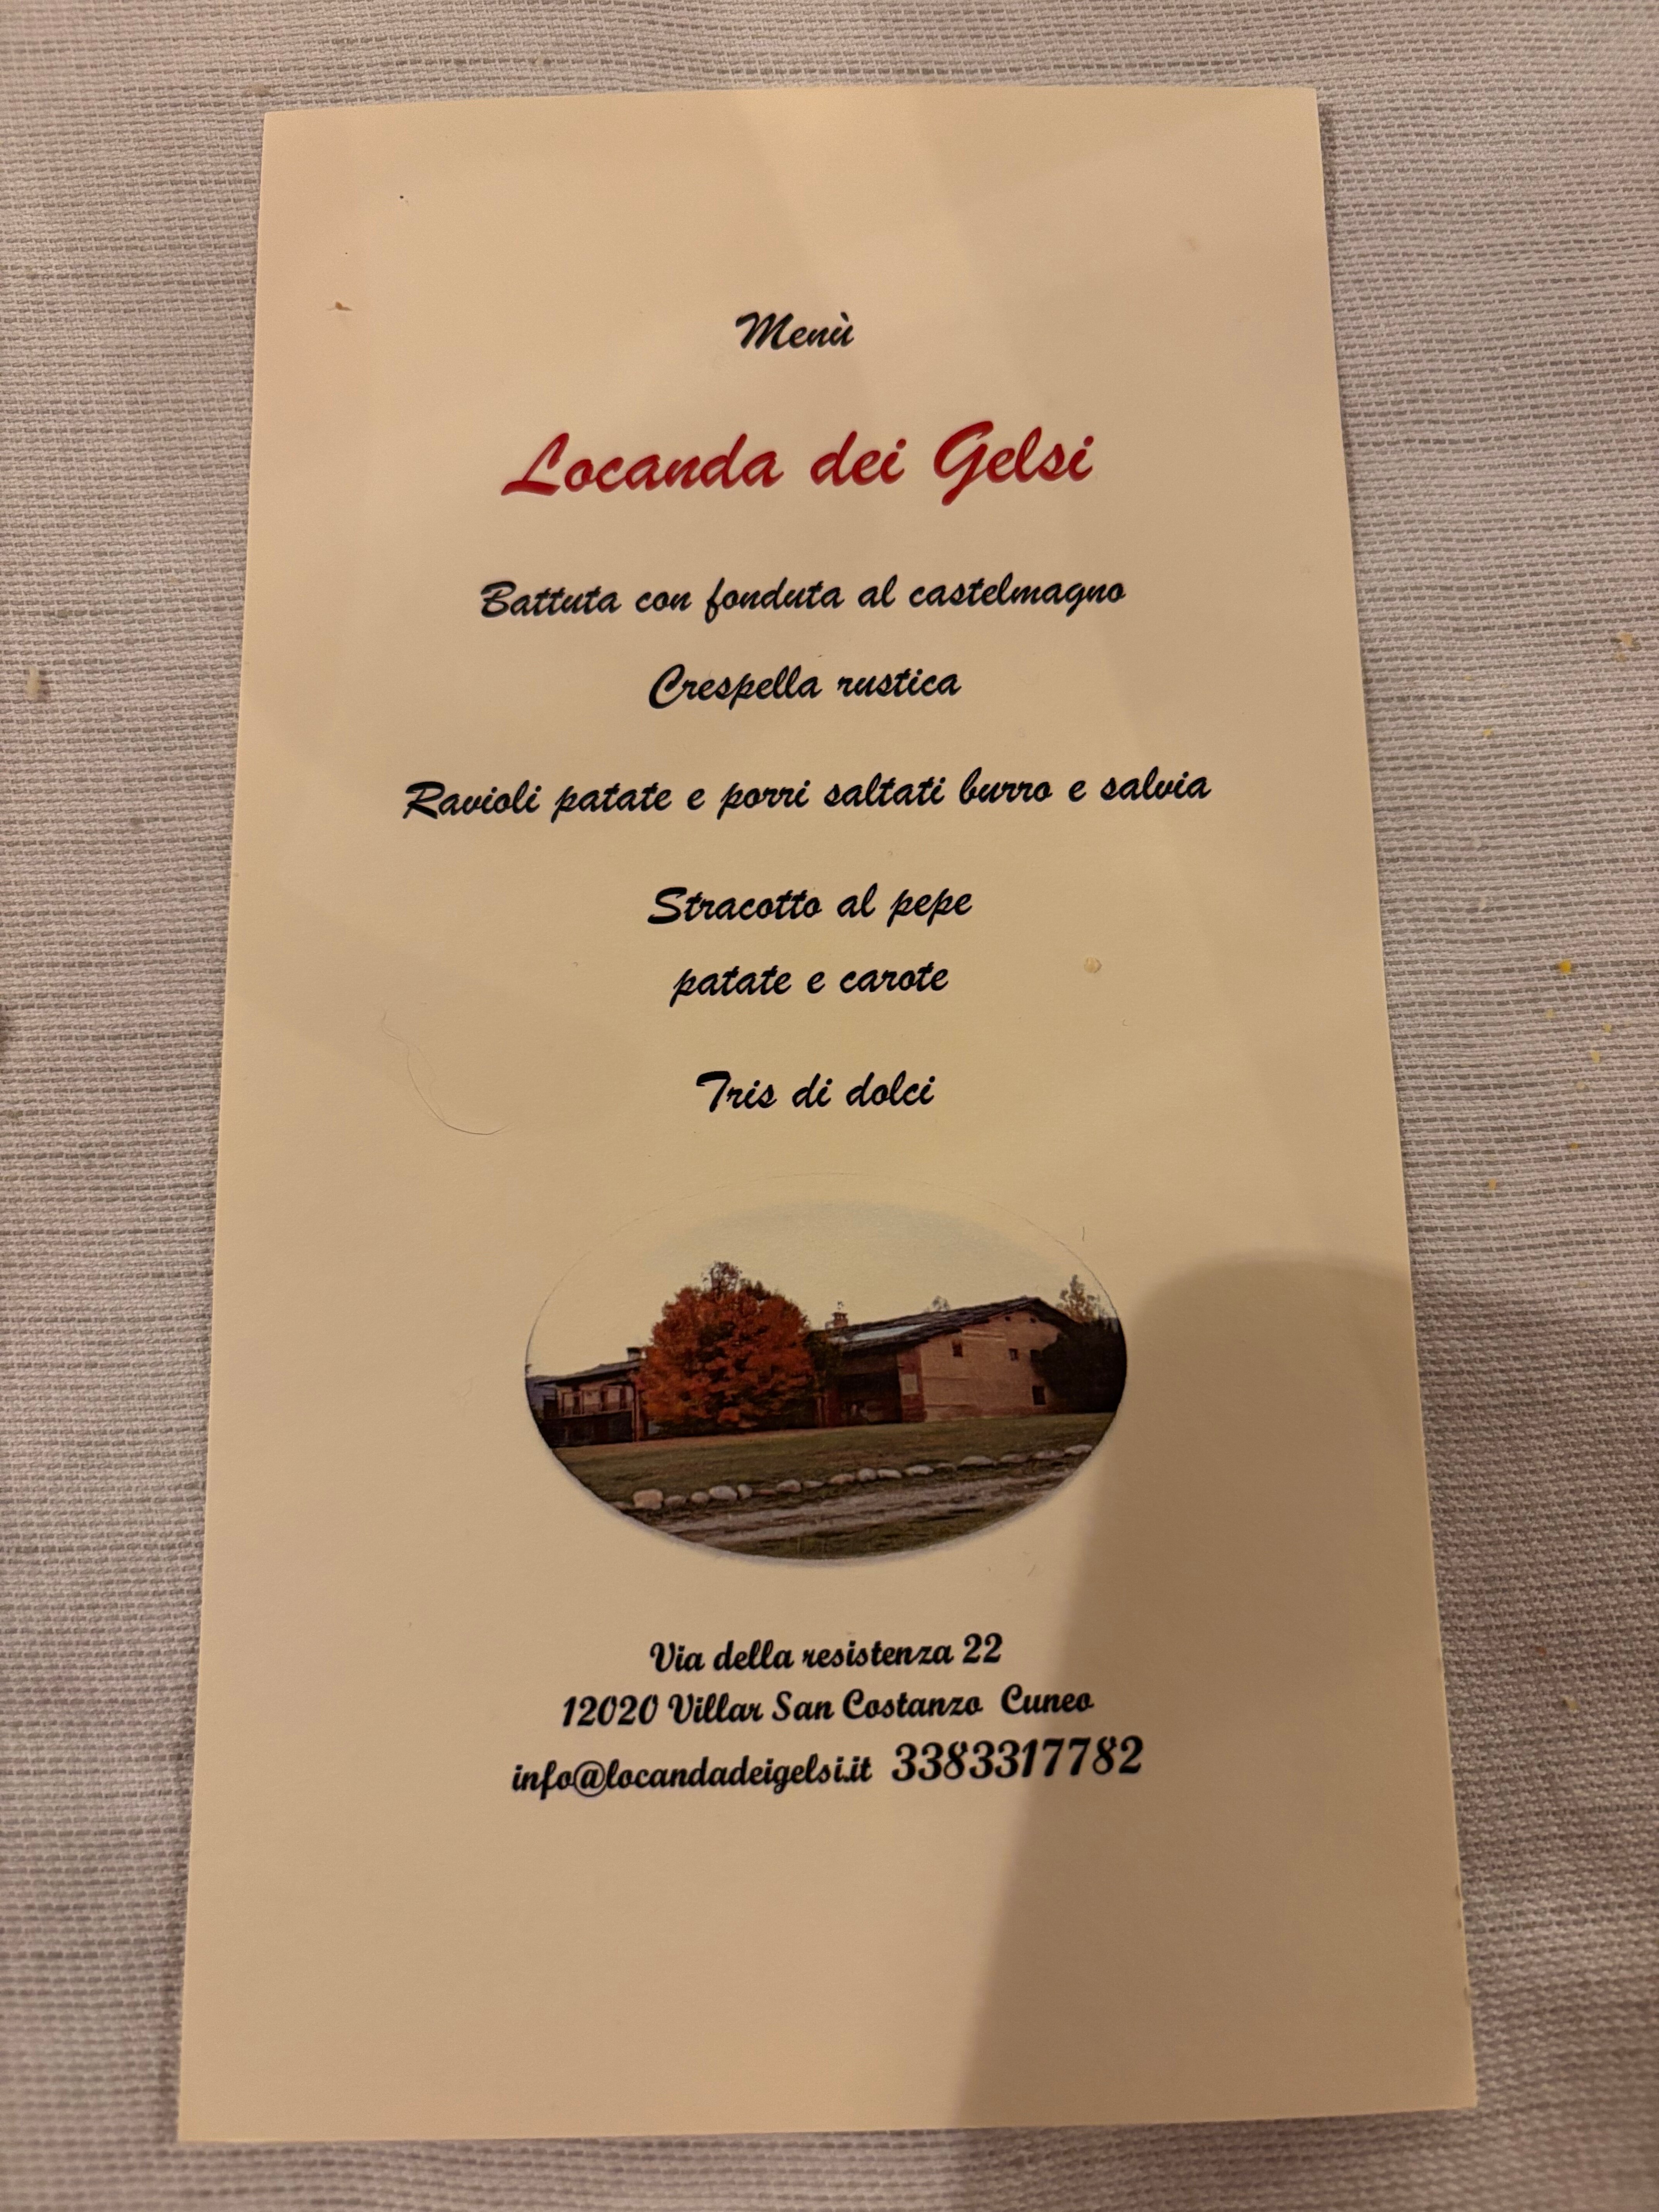 Menù
Locanda dei Gelsi
Battuta con fonduta al castelmagno
Crespella rustica
Ravioli patate e porri saltati burro e salvia
Stracotto al pepe
patate e carote
Tris di dolci
Via della resistenza 22
12020 Villar San Costanzo Cuneo
info@locandadeigelsi.it 3383317782